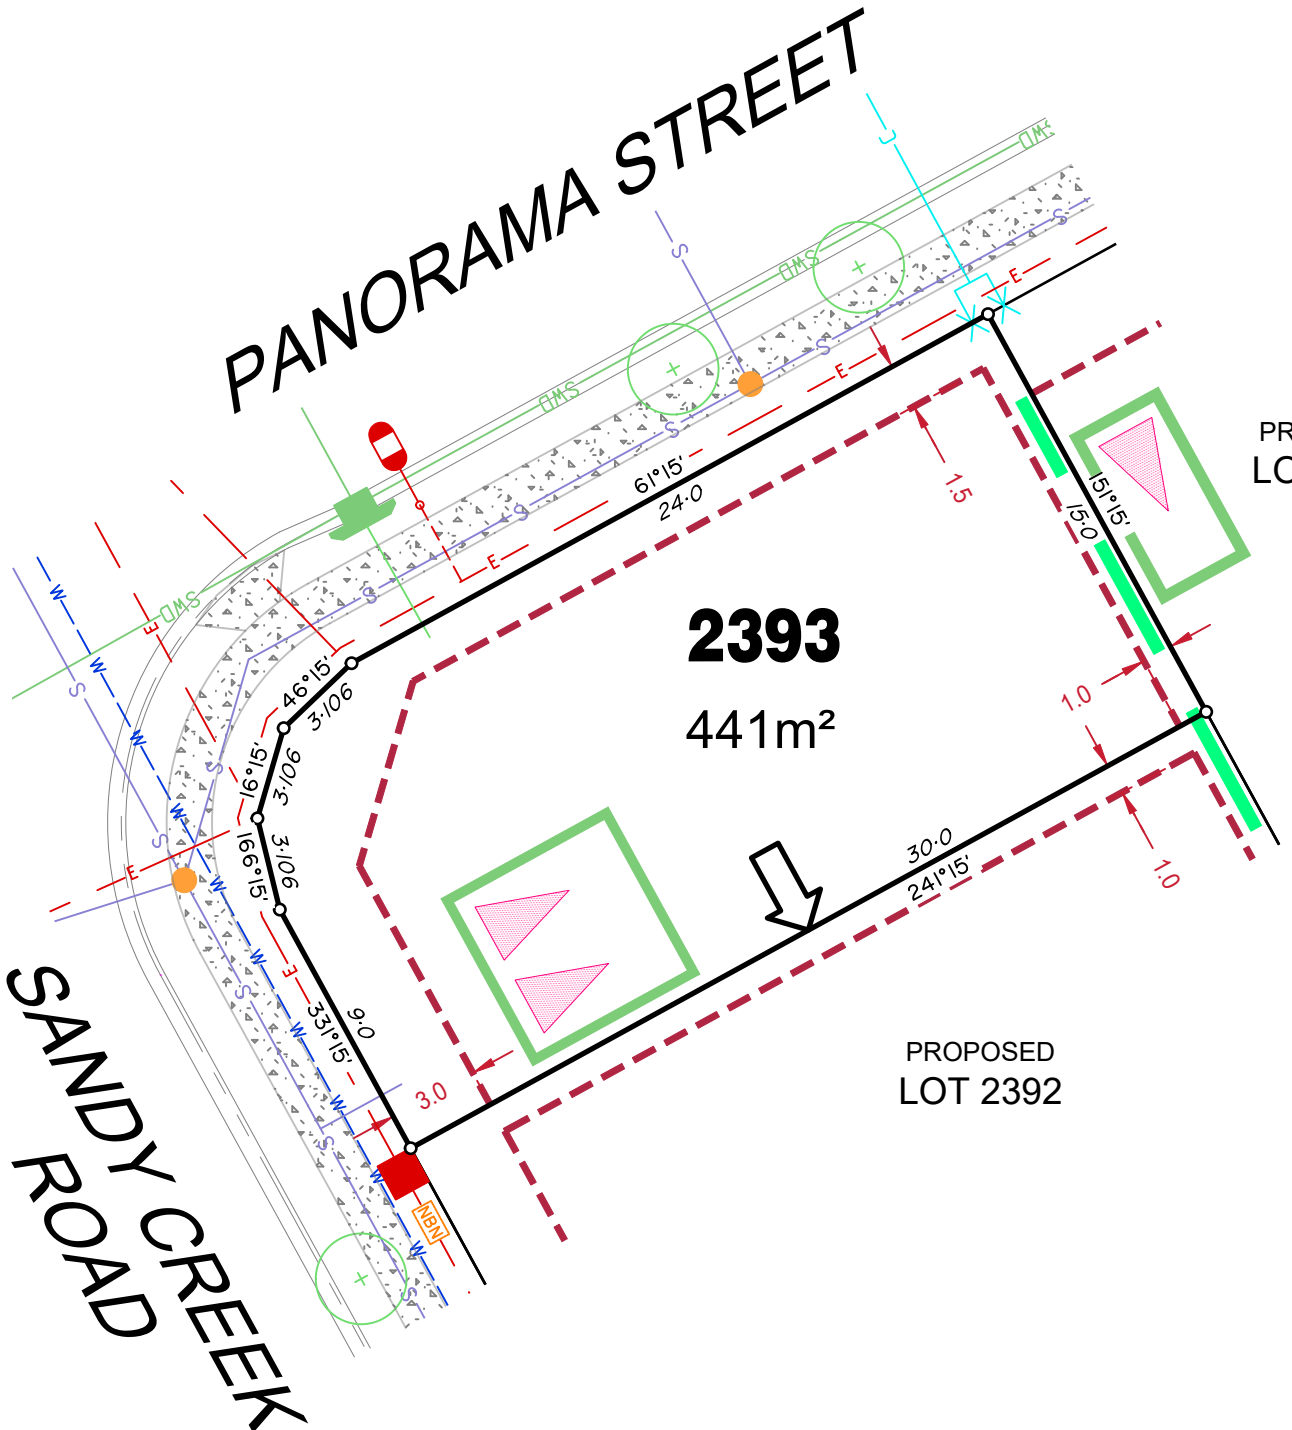 PANORAMA STREET
SANDY CREEK
ROAD
2393
441m²
PROPOSED
LOT 2392
PR
LO
61°15'
24·0
151°15'
15·0
30·0
241°15'
331°15'
9·0
166°15'
3·106
16°15'
3·106
46°15'
3·106
1.5
1.0
1.0
3.0
SWD
SWD
SWD
SWD
E
E
E
E
E
E
S
S
S
S
S
S
S
S
S
S
S
S
W
W
W
W
W
W
W
W
W
W
NBN